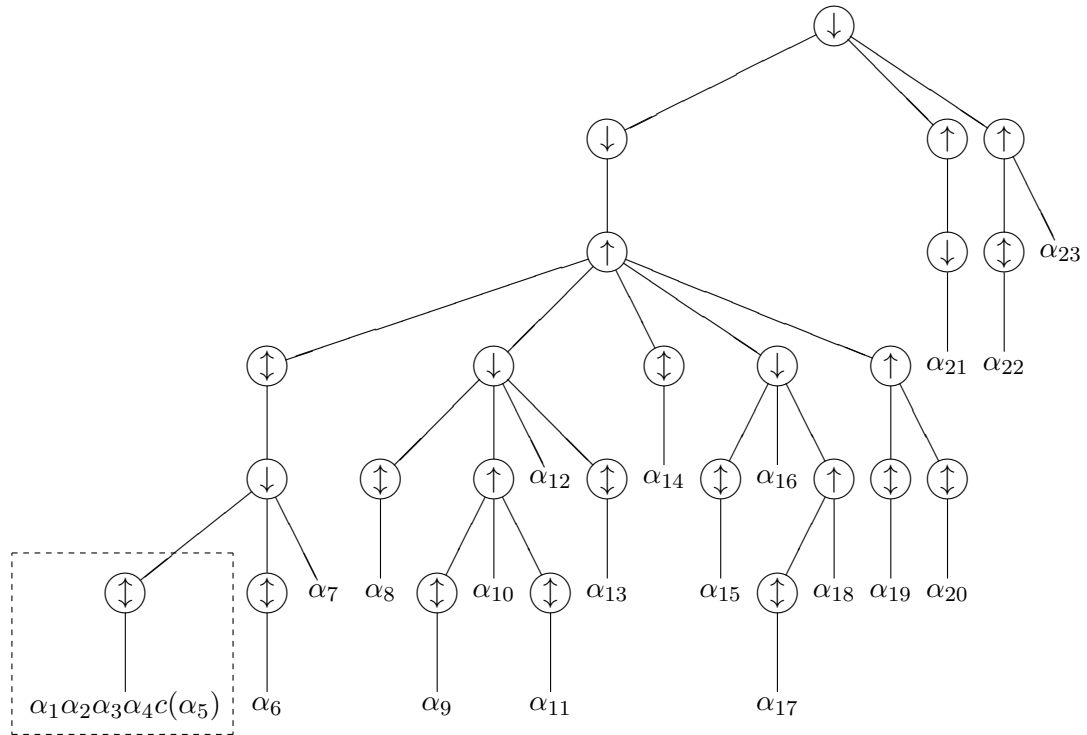 ↓
↓ ↑ ↑
↑ ↓ ↕ α₂₃
↕ ↓ ↕ ↓ ↑ α₂₁ α₂₂
↓ ↕ ↑ α₁₂ ↕ α₁₄ ↕ α₁₆ ↑ ↕ ↕
↕ ↕ α₇ α₈ ↕ α₁₀ ↕ α₁₃ α₁₅ ↕ α₁₈ α₁₉ α₂₀
α₁α₂α₃α₄c(α₅) α₆ α₉ α₁₁ α₁₇